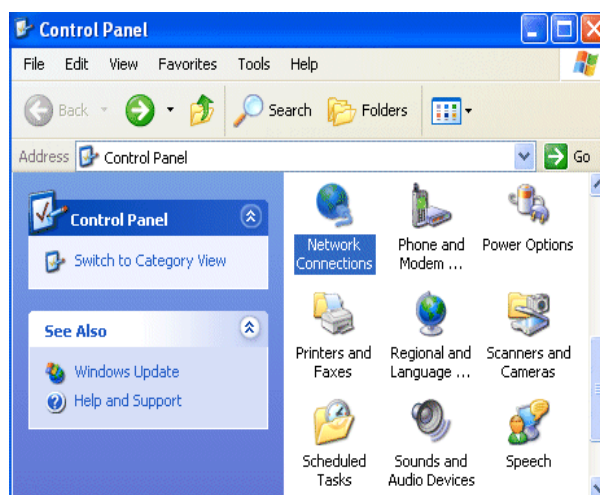 Control Panel
File Edit View Favorites Tools Help
Back Search Folders
Address Control Panel Go
Control Panel
Switch to Category View
See Also
Windows Update
Help and Support
Network Connections
Phone and Modem ...
Power Options
Printers and Faxes
Regional and Language ...
Scanners and Cameras
Scheduled Tasks
Sounds and Audio Devices
Speech